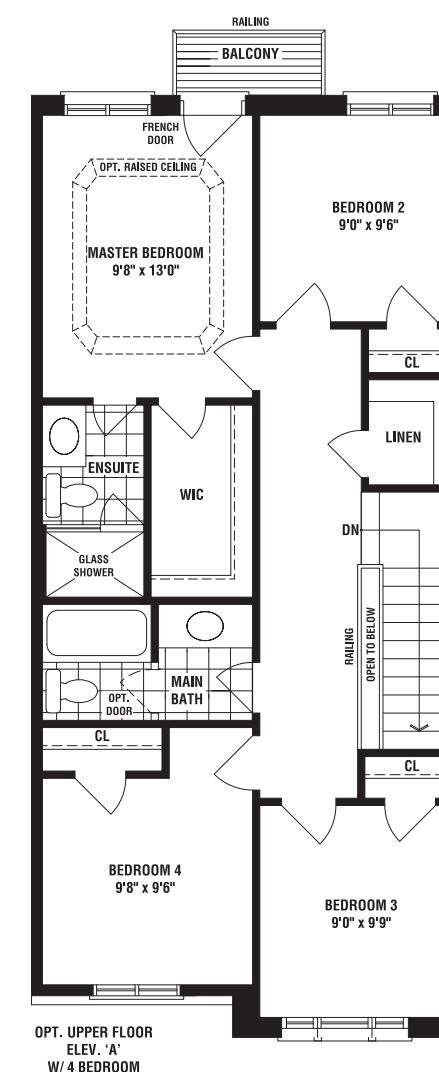 RAILING
BALCONY
FRENCH
DOOR
OPT. RAISED CEILING
MASTER BEDROOM
9'8" x 13'0"
BEDROOM 2
9'0" x 9'6"
CL
LINEN
ENSUITE
WIC
GLASS
SHOWER
DN
RAILING
OPEN TO BELOW
MAIN
BATH
OPT.
DOOR
CL
CL
BEDROOM 4
9'8" x 9'6"
BEDROOM 3
9'0" x 9'9"
OPT. UPPER FLOOR
ELEV. ‘A’
W/ 4 BEDROOM